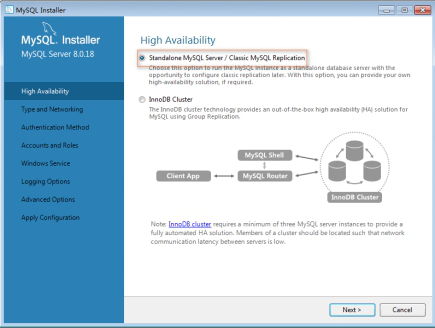 MySQL Installer
MySQL. Installer
MySQL Server 8.0.18
High Availability
Type and Networking
Authentication Method
Accounts and Roles
Windows Service
Logging Options
Advanced Options
Apply Configuration
High Availability
Standalone MySQL Server / Classic MySQL Replication
Choose this option to run the MySQL instance as a standalone database server with the
opportunity to configure classic replication later. With this option, you can provide your own
high-availability solution, if required.
InnoDB Cluster
The InnoDB cluster technology provides an out-of-the-box high availability (HA) solution for
MySQL using Group Replication.
MySQL Shell
Client App
MySQL Router
InnoDB Cluster
Note: InnoDB cluster requires a minimum of three MySQL server instances to provide a
fully automated HA solution. Members of a cluster should be located such that network
communication latency between servers is low.
Next >
Cancel